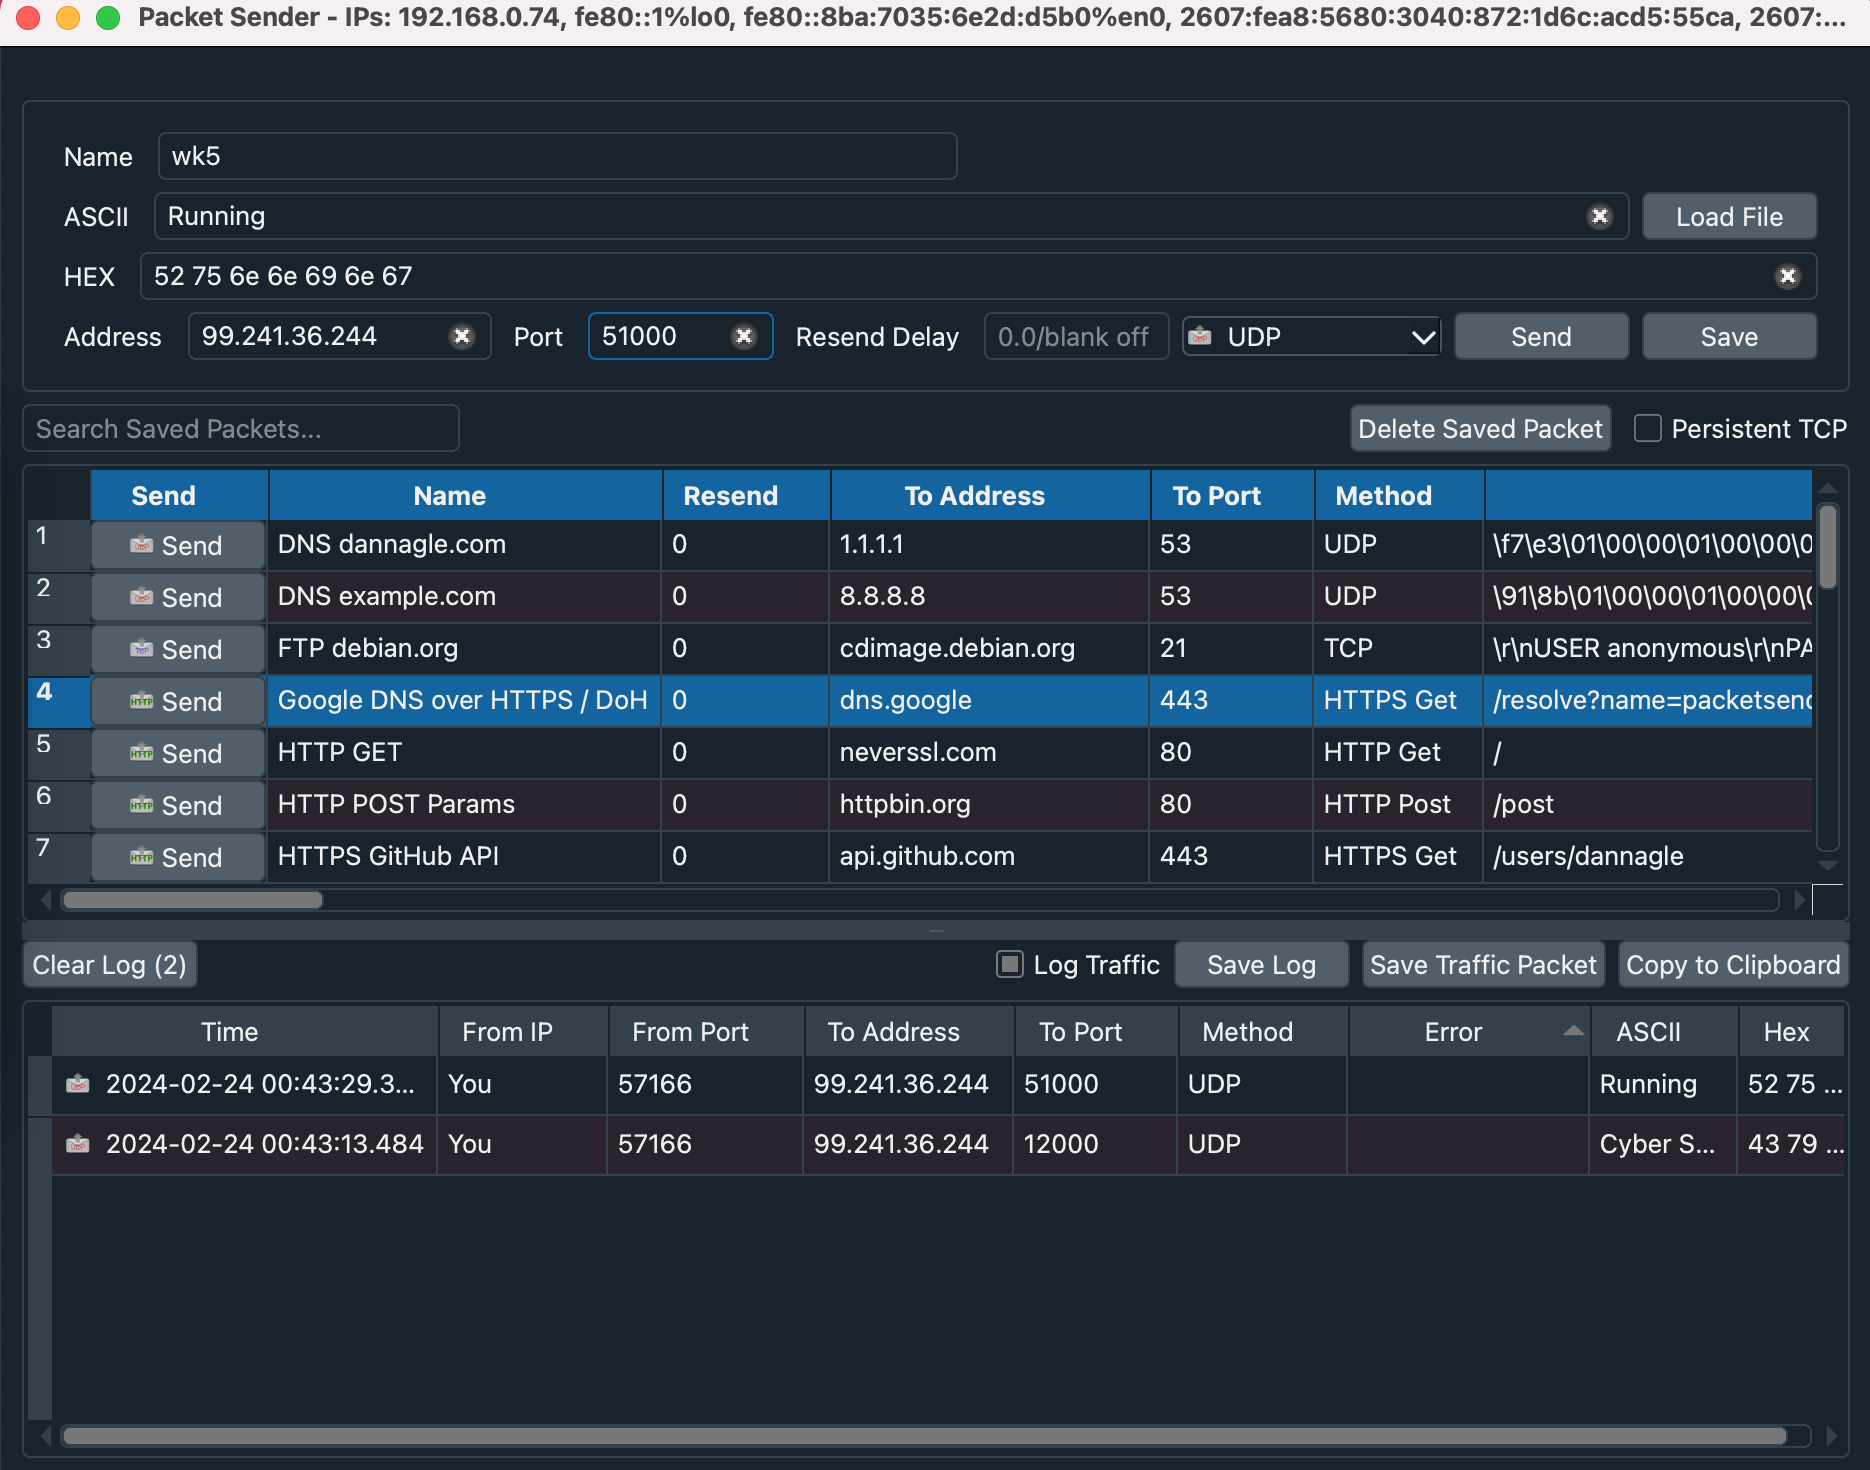 Packet Sender - IPs: 192.168.0.74, fe80::1%lo0, fe80::8ba:7035:6e2d:d5b0%en0, 2607:fea8:5680:3040:872:1d6c:acd5:55ca, 2607:...
Name wk5
ASCII Running Load File
HEX 52 75 6e 6e 69 6e 67
Address 99.241.36.244 Port 51000 Resend Delay 0.0/blank off UDP Send Save
Search Saved Packets... Delete Saved Packet Persistent TCP
Send Name Resend To Address To Port Method
1 Send DNS dannagle.com 0 1.1.1.1 53 UDP \f7\e3\01\00\00\01\00\00\0
2 Send DNS example.com 0 8.8.8.8 53 UDP \91\8b\01\00\00\01\00\00\0
3 Send FTP debian.org 0 cdimage.debian.org 21 TCP \r\nUSER anonymous\r\nPA
4 Send Google DNS over HTTPS / DoH 0 dns.google 443 HTTPS Get /resolve?name=packetsend
5 Send HTTP GET 0 neverssl.com 80 HTTP Get /
6 Send HTTP POST Params 0 httpbin.org 80 HTTP Post /post
7 Send HTTPS GitHub API 0 api.github.com 443 HTTPS Get /users/dannagle
Clear Log (2) Log Traffic Save Log Save Traffic Packet Copy to Clipboard
Time From IP From Port To Address To Port Method Error ASCII Hex
2024-02-24 00:43:29.3... You 57166 99.241.36.244 51000 UDP Running 52 75 ...
2024-02-24 00:43:13.484 You 57166 99.241.36.244 12000 UDP Cyber S... 43 79 ...